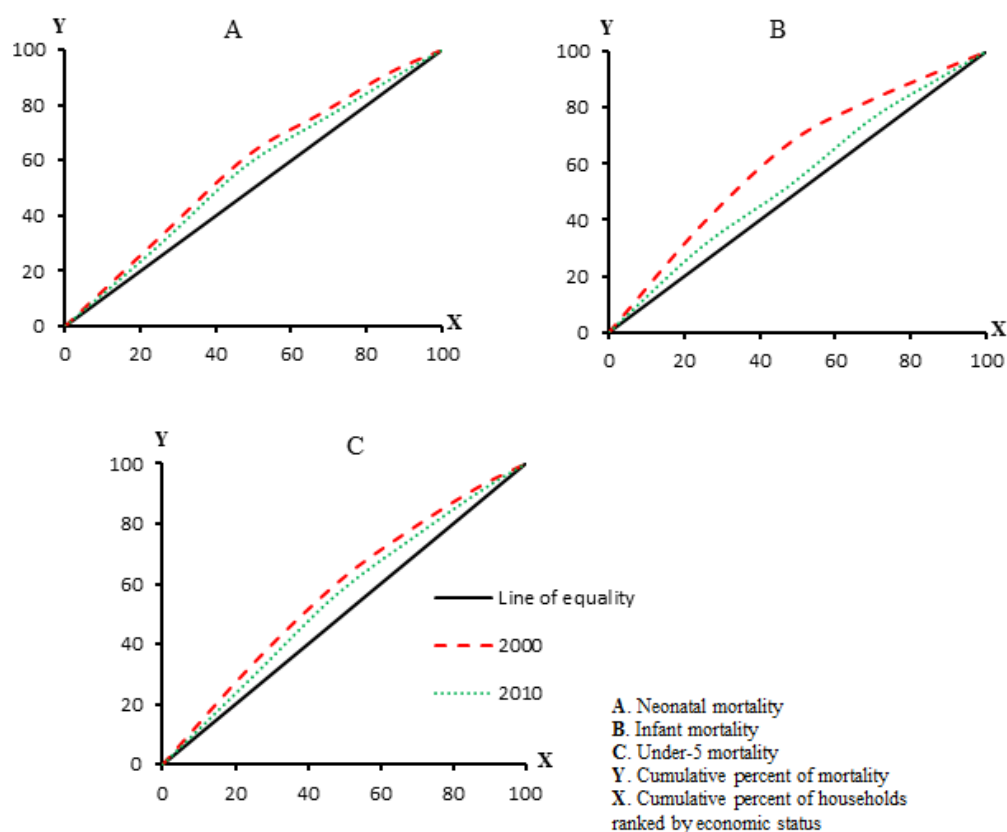 Y
A
100
80
60
40
20
0
0 20 40 60 80 100
X
Y
B
100
80
60
40
20
0
0 20 40 60 80 100
X
Y
C
100
80
60
40
20
0
0 20 40 60 80 100
X
Line of equality
2000
2010
A. Neonatal mortality
B. Infant mortality
C. Under-5 mortality
Y. Cumulative percent of mortality
X. Cumulative percent of households
ranked by economic status